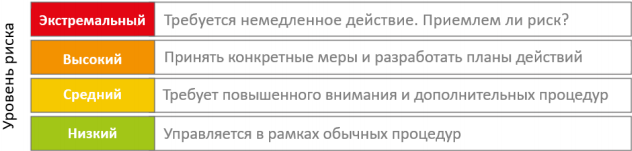 Уровень риска
Экстремальный Требуется немедленное действие. Приемлем ли риск?
Высокий Принять конкретные меры и разработать планы действий
Средний Требует повышенного внимания и дополнительных процедур
Низкий Управляется в рамках обычных процедур